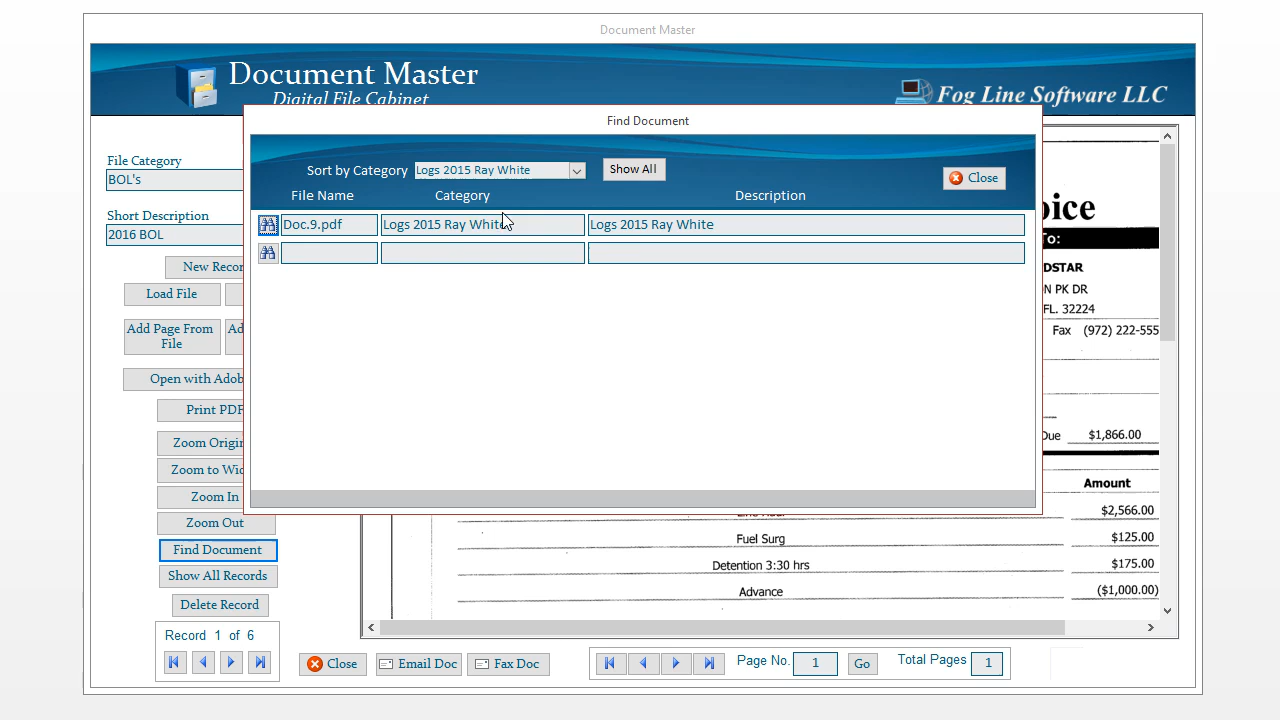 Document Master
Document Master
Digital File Cabinet
Fog Line Software LLC
Find Document
Sort by Category Logs 2015 Ray White Show All
Close
File Name Category Description
Doc.9.pdf Logs 2015 Ray White Logs 2015 Ray White
File Category
BOL's
Short Description
2016 BOL
New Recor
Load File
Add Page From File Ad
Open with Adob
Print PDF
Zoom Origin
Zoom to Wid
Zoom In
Zoom Out
Find Document
Show All Records
Delete Record
Record 1 of 6
oice
To:
DSTAR
N PK DR
FL. 32224
Fax (972) 222-555
Due $1,866.00
Amount
$2,566.00
Fuel Surg $125.00
Detention 3:30 hrs $175.00
Advance ($1,000.00)
Close Email Doc Fax Doc
Page No. 1 Go Total Pages 1